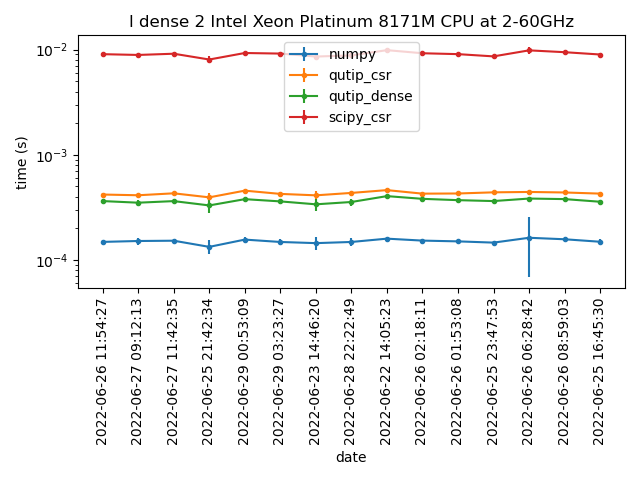 I dense 2 Intel Xeon Platinum 8171M CPU at 2-60GHz
numpy
qutip_csr
qutip_dense
scipy_csr
time (s)
10⁻²
10⁻³
10⁻⁴
2022-06-26 11:54:27
2022-06-27 09:12:13
2022-06-27 11:42:35
2022-06-25 21:42:34
2022-06-29 00:53:09
2022-06-29 03:23:27
2022-06-23 14:46:20
2022-06-28 22:22:49
2022-06-22 14:05:23
2022-06-26 02:18:11
2022-06-26 01:53:08
2022-06-25 23:47:53
2022-06-26 06:28:42
2022-06-26 08:59:03
2022-06-25 16:45:30
date